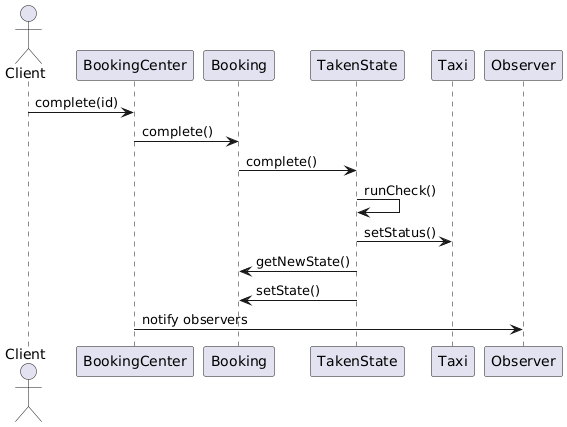 Client
BookingCenter
Booking
TakenState
Taxi
Observer
complete(id)
complete()
complete()
runCheck()
setStatus()
getNewState()
setState()
notify observers
Client
BookingCenter
Booking
TakenState
Taxi
Observer